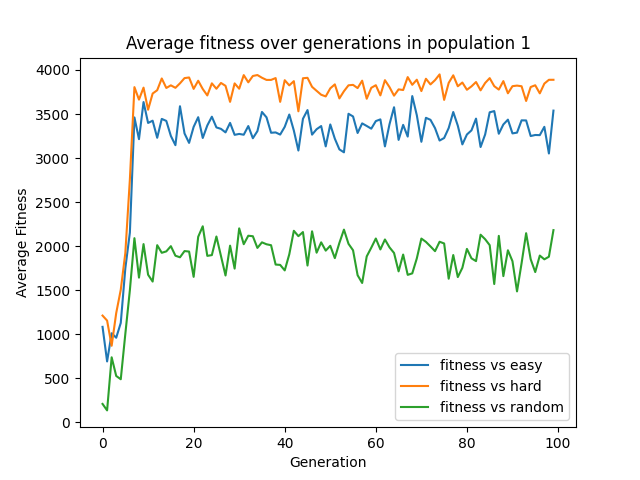 Average fitness over generations in population 1
4000
3500
3000
2500
2000
1500
1000
500
0
Average Fitness
0 20 40 60 80 100
Generation
fitness vs easy
fitness vs hard
fitness vs random